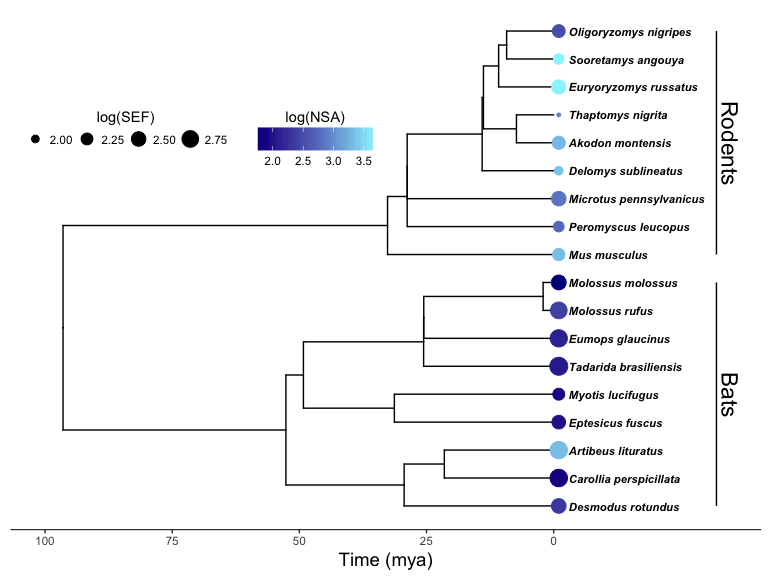 Oligoryzomys nigripes
Sooretamys angouya
Euryoryzomys russatus
log(SEF)
2.00 2.25 2.50 2.75
log(NSA)
2.0 2.5 3.0 3.5
Thaptomys nigrita
Akodon montensis
Delomys sublineatus
Microtus pennsylvanicus
Peromyscus leucopus
Mus musculus
Rodents
Molossus molossus
Molossus rufus
Eumops glaucinus
Tadarida brasiliensis
Myotis lucifugus
Eptesicus fuscus
Artibeus lituratus
Carollia perspicillata
Desmodus rotundus
Bats
100 75 50 25 0
Time (mya)